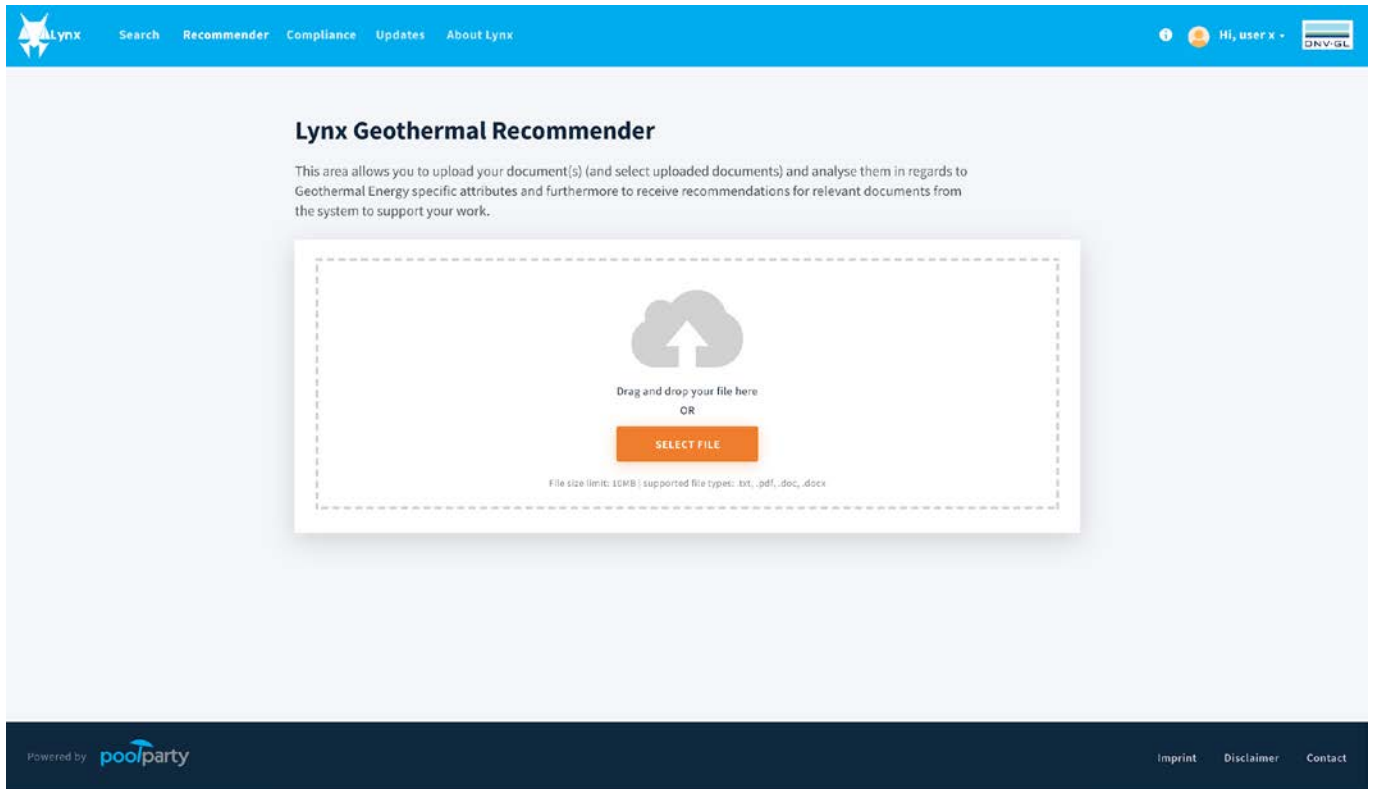 Lynx Search Recommender Compliance Updates About Lynx Hi, user x DNV·GL
Lynx Geothermal Recommender
This area allows you to upload your document(s) (and select uploaded documents) and analyse them in regards to
Geothermal Energy specific attributes and furthermore to receive recommendations for relevant documents from
the system to support your work.
Drag and drop your file here
OR
SELECT FILE
File size limit: 10MB | supported file types: .txt, .pdf, .doc, .docx
Powered by poolparty Imprint Disclaimer Contact